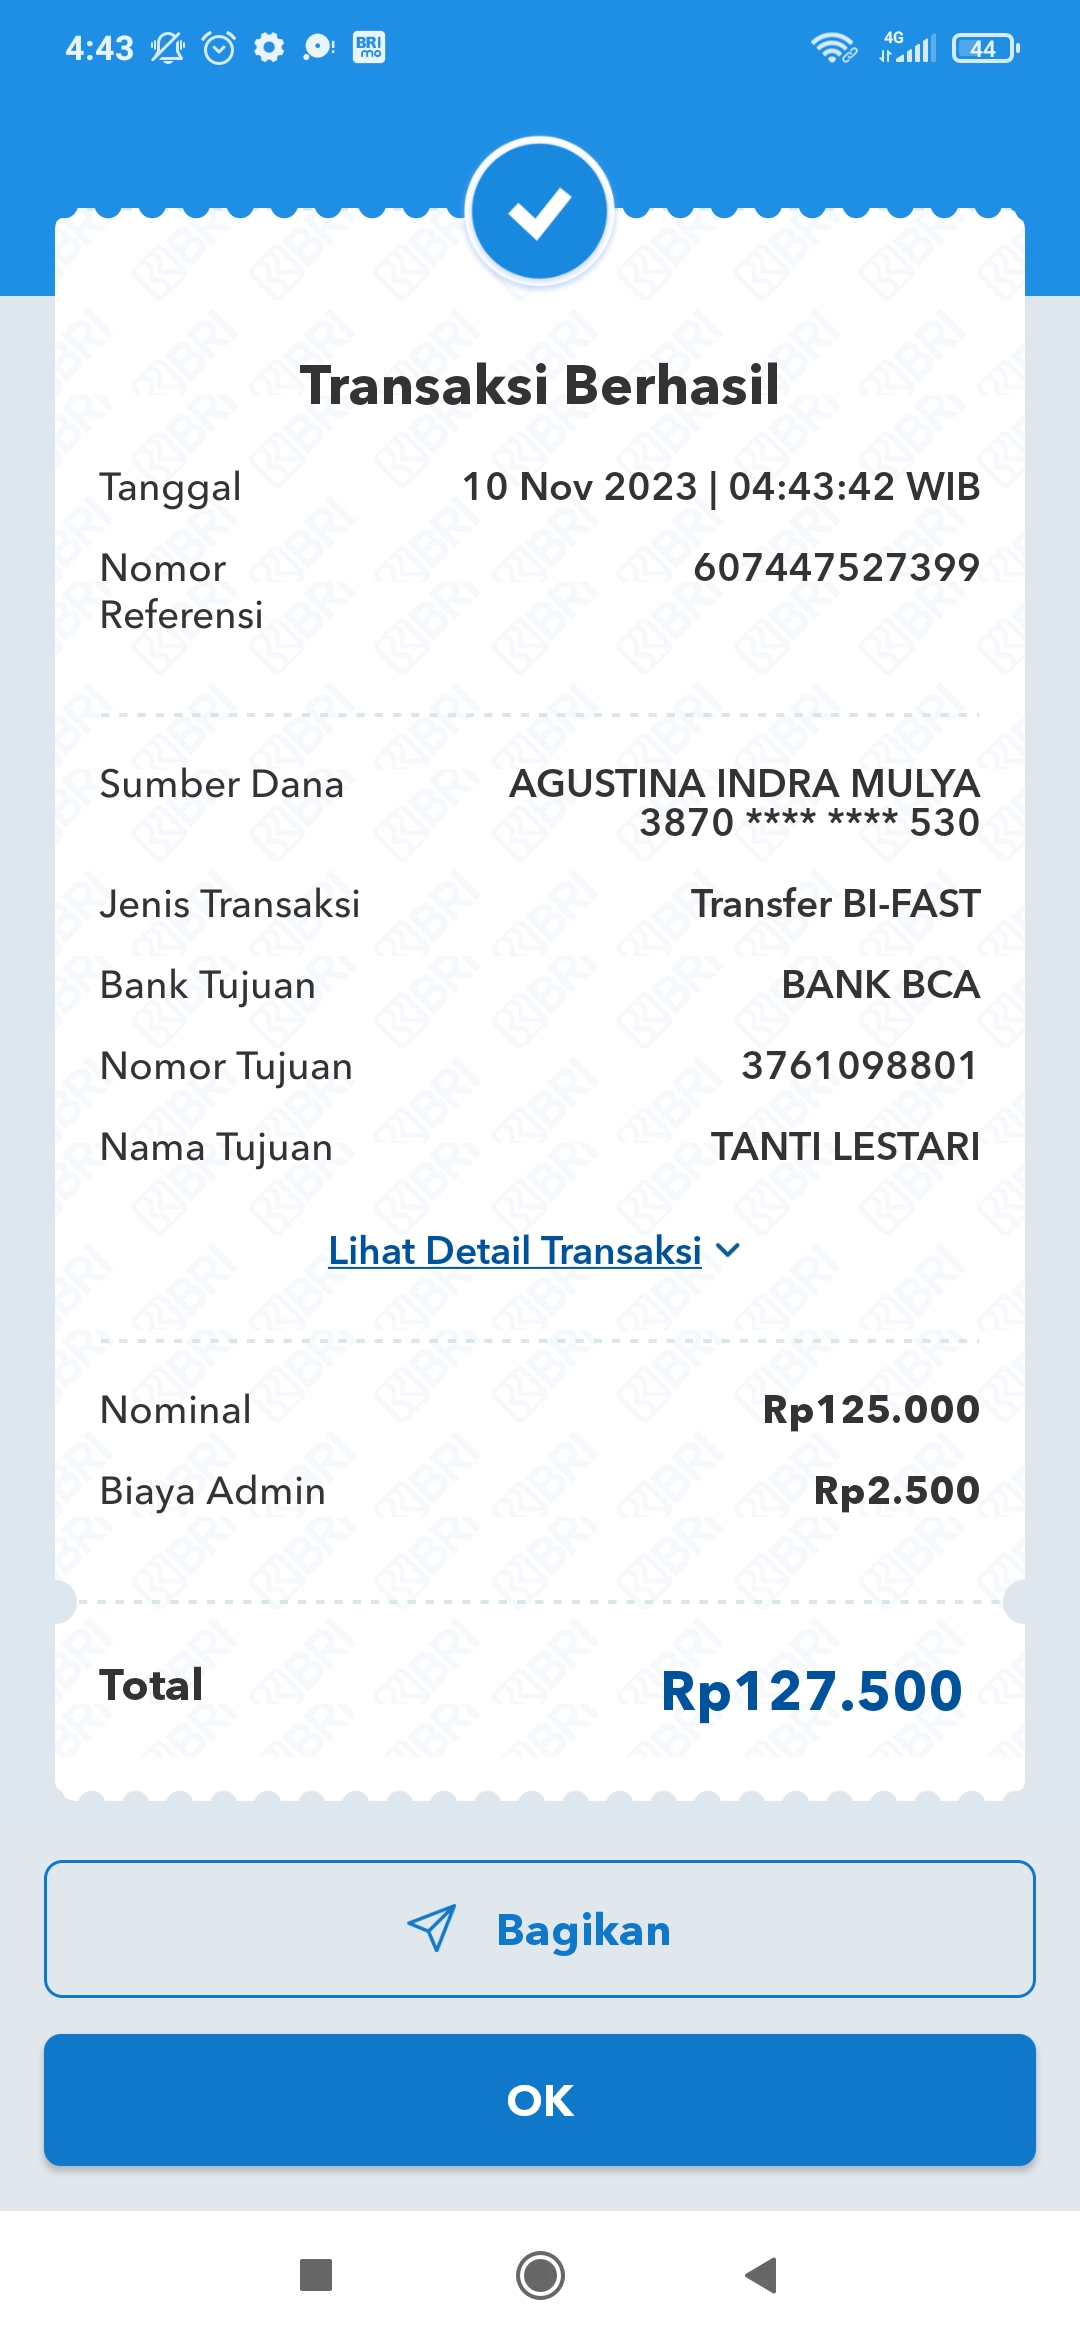 4:43
BRI
mo
4G
44
Transaksi Berhasil
Tanggal 10 Nov 2023 | 04:43:42 WIB
Nomor 607447527399
Referensi
Sumber Dana AGUSTINA INDRA MULYA
3870 **** **** 530
Jenis Transaksi Transfer BI-FAST
Bank Tujuan BANK BCA
Nomor Tujuan 3761098801
Nama Tujuan TANTI LESTARI
Lihat Detail Transaksi
Nominal Rp125.000
Biaya Admin Rp2.500
Total Rp127.500
Bagikan
OK